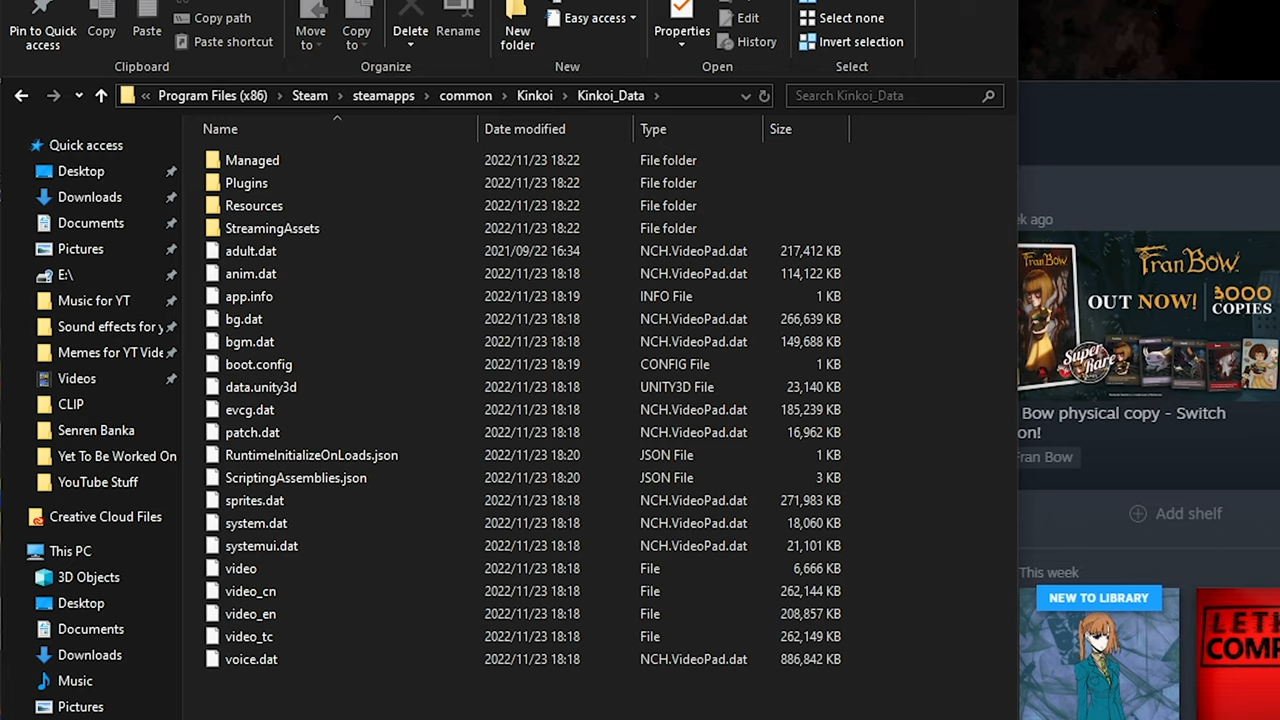 Pin to Quick access
Copy
Paste
Copy path
Paste shortcut
Clipboard
Move to
Copy to
Delete
Rename
Organize
New folder
Easy access
New
Properties
Edit
History
Open
Select none
Invert selection
Select
« Program Files (x86) > Steam > steamapps > common > Kinkoi > Kinkoi_Data >
Search Kinkoi_Data
Quick access
Desktop
Downloads
Documents
Pictures
E:\
Music for YT
Sound effects for y
Memes for YT Vide
Videos
CLIP
Senren Banka
Yet To Be Worked On
YouTube Stuff
Creative Cloud Files
This PC
3D Objects
Desktop
Documents
Downloads
Music
Pictures
Name Date modified Type Size
Managed 2022/11/23 18:22 File folder
Plugins 2022/11/23 18:22 File folder
Resources 2022/11/23 18:22 File folder
StreamingAssets 2022/11/23 18:22 File folder
adult.dat 2021/09/22 16:34 NCH.VideoPad.dat 217,412 KB
anim.dat 2022/11/23 18:18 NCH.VideoPad.dat 114,122 KB
app.info 2022/11/23 18:19 INFO File 1 KB
bg.dat 2022/11/23 18:18 NCH.VideoPad.dat 266,639 KB
bgm.dat 2022/11/23 18:18 NCH.VideoPad.dat 149,688 KB
boot.config 2022/11/23 18:19 CONFIG File 1 KB
data.unity3d 2022/11/23 18:18 UNITY3D File 23,140 KB
evcg.dat 2022/11/23 18:18 NCH.VideoPad.dat 185,239 KB
patch.dat 2022/11/23 18:18 NCH.VideoPad.dat 16,962 KB
RuntimeInitializeOnLoads.json 2022/11/23 18:20 JSON File 1 KB
ScriptingAssemblies.json 2022/11/23 18:20 JSON File 3 KB
sprites.dat 2022/11/23 18:18 NCH.VideoPad.dat 271,983 KB
system.dat 2022/11/23 18:18 NCH.VideoPad.dat 18,060 KB
systemui.dat 2022/11/23 18:18 NCH.VideoPad.dat 21,101 KB
video 2022/11/23 18:18 File 6,666 KB
video_cn 2022/11/23 18:18 File 262,144 KB
video_en 2022/11/23 18:18 File 208,857 KB
video_tc 2022/11/23 18:18 File 262,149 KB
voice.dat 2022/11/23 18:18 NCH.VideoPad.dat 886,842 KB
ek ago
FRANBOW
FranBow
OUT NOW! 3000 COPIES
Super Rare
Bow physical copy - Switch
on!
Fran Bow
Add shelf
This week
NEW TO LIBRARY
LETH
COMP